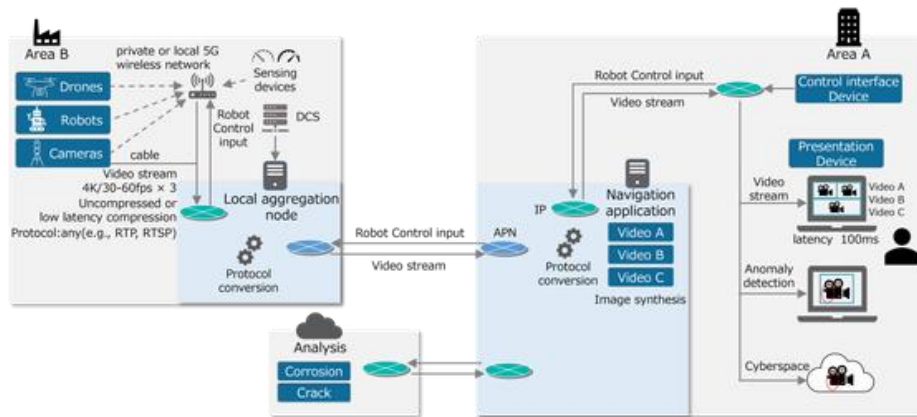 Area B
private or local 5G
wireless network
Drones
Robots
Cameras
Sensing
devices
Robot
Control
input
DCS
cable
Video stream
4K/30-60fps × 3
Uncompressed or
low latency compression
Protocol:any(e.g., RTP, RTSP)
Local aggregation
node
Protocol
conversion
Robot Control input
Video stream
APN
Analysis
Corrosion
Crack
Area A
Robot Control input
Video stream
Control interface
Device
IP
Navigation
application
Video A
Video B
Video C
Protocol
conversion
Image synthesis
Presentation
Device
Video
stream
Video A
Video B
Video C
latency 100ms
Anomaly
detection
Cyberspace